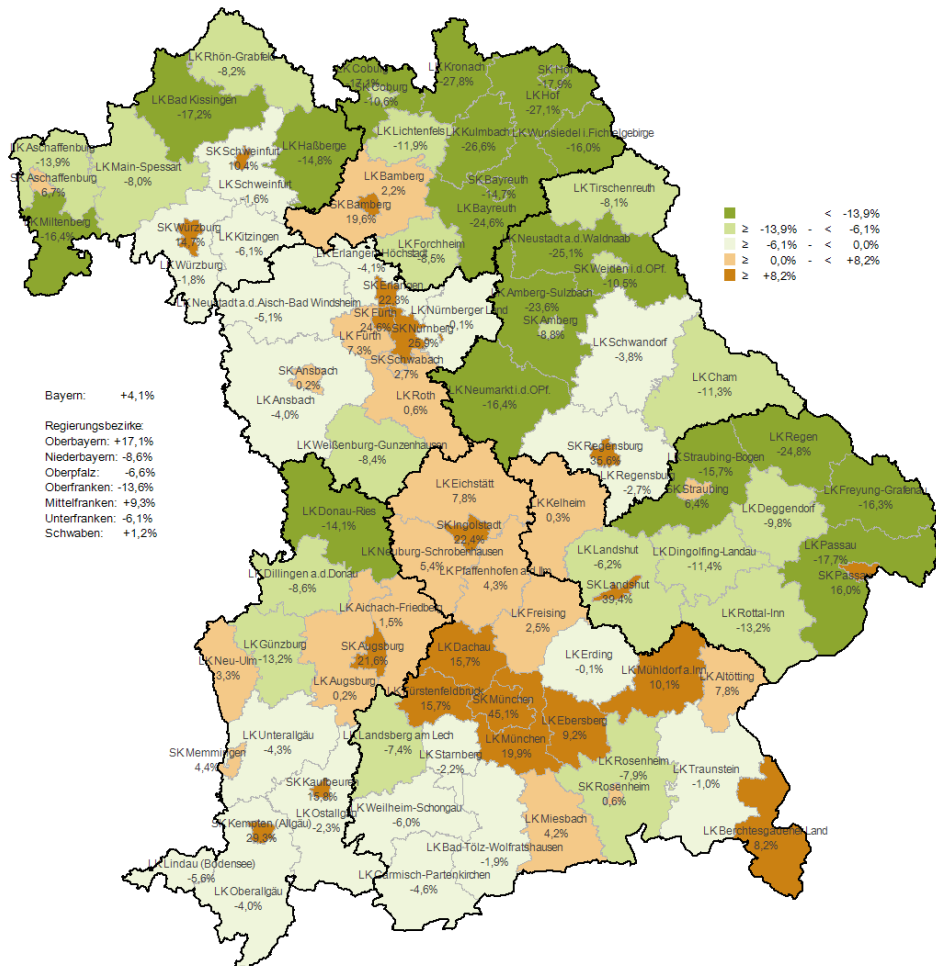 LK Rhön-Grabfeld
-8,2%
LK Coburg
-17,1%
SK Coburg
-10,6%
LK Kronach
-27,8%
SK Hof
-17,9%
LK Hof
-27,1%
LK Bad Kissingen
-17,2%
LK Lichtenfels
-11,9%
LK Kulmbach
-26,6%
LK Wunsiedel i.Fichtelgebirge
-16,0%
LK Aschaffenburg
-13,9%
SK Aschaffenburg
6,7%
LK Main-Spessart
-8,0%
SK Schweinfurt
10,4%
LK Schweinfurt
-1,6%
LK Haßberge
-14,8%
LK Bamberg
2,2%
SK Bamberg
19,6%
SK Bayreuth
-14,7%
LK Bayreuth
-24,6%
LK Tirschenreuth
-8,1%
LK Miltenberg
-16,4%
SK Würzburg
14,7%
LK Kitzingen
-6,1%
LK Würzburg
-1,8%
LK Forchheim
-8,5%
LK Neustadt a.d.Waldnaab
-25,1%
SK Weiden i.d.OPf.
-10,5%
< -13,9%
≥ -13,9% - < -6,1%
≥ -6,1% - < 0,0%
≥ 0,0% - < +8,2%
≥ +8,2%
LK Erlangen-Höchstadt
-4,1%
SK Erlangen
22,3%
LK Neustadt a.d.Aisch-Bad Windsheim
-5,1%
SK Fürth
24,6%
LK Fürth
7,3%
SK Nürnberg
25,9%
LK Nürnberger Land
-0,1%
LK Amberg-Sulzbach
-23,6%
SK Amberg
-8,8%
LK Schwandorf
-3,8%
SK Schwabach
2,7%
SK Ansbach
0,2%
LK Ansbach
-4,0%
LK Roth
0,6%
LK Neumarkt i.d.OPf.
-16,4%
LK Cham
-11,3%
Bayern: +4,1%
Regierungsbezirke:
Oberbayern: +17,1%
Niederbayern: -8,6%
Oberpfalz: -6,6%
Oberfranken: -13,6%
Mittelfranken: +9,3%
Unterfranken: -6,1%
Schwaben: +1,2%
LK Weißenburg-Gunzenhausen
-8,4%
SK Regensburg
35,6%
LK Regensburg
-2,7%
LK Straubing-Bogen
-15,7%
SK Straubing
6,4%
LK Regen
-24,8%
LK Freyung-Grafenau
-16,3%
LK Donau-Ries
-14,1%
LK Eichstätt
7,8%
SK Ingolstadt
22,4%
LK Kelheim
0,3%
LK Deggendorf
-9,8%
LK Neuburg-Schrobenhausen
5,4%
LK Pfaffenhofen a.d.Ilm
4,3%
LK Landshut
-6,2%
SK Landshut
39,4%
LK Dingolfing-Landau
-11,4%
LK Passau
-17,7%
SK Passau
16,0%
LK Dillingen a.d.Donau
-8,6%
LK Aichach-Friedberg
1,5%
LK Freising
2,5%
LK Rottal-Inn
-13,2%
LK Neu-Ulm
3,3%
LK Günzburg
-13,2%
SK Augsburg
21,6%
LK Augsburg
0,2%
LK Dachau
15,7%
LK Erding
-0,1%
LK Mühldorf a.Inn
10,1%
LK Altötting
7,8%
LK Fürstenfeldbruck
15,7%
SK München
45,1%
LK München
19,9%
LK Ebersberg
9,2%
LK Unterallgäu
-4,3%
SK Memmingen
4,4%
LK Landsberg am Lech
-7,4%
LK Starnberg
-2,2%
LK Rosenheim
-7,9%
SK Rosenheim
0,6%
LK Traunstein
-1,0%
SK Kaufbeuren
15,8%
LK Ostallgäu
-2,3%
LK Weilheim-Schongau
-6,0%
LK Miesbach
4,2%
LK Berchtesgadener Land
8,2%
SK Kempten (Allgäu)
29,3%
LK Bad Tölz-Wolfratshausen
-1,9%
LK Lindau (Bodensee)
-5,6%
LK Oberallgäu
-4,0%
LK Garmisch-Partenkirchen
-4,6%